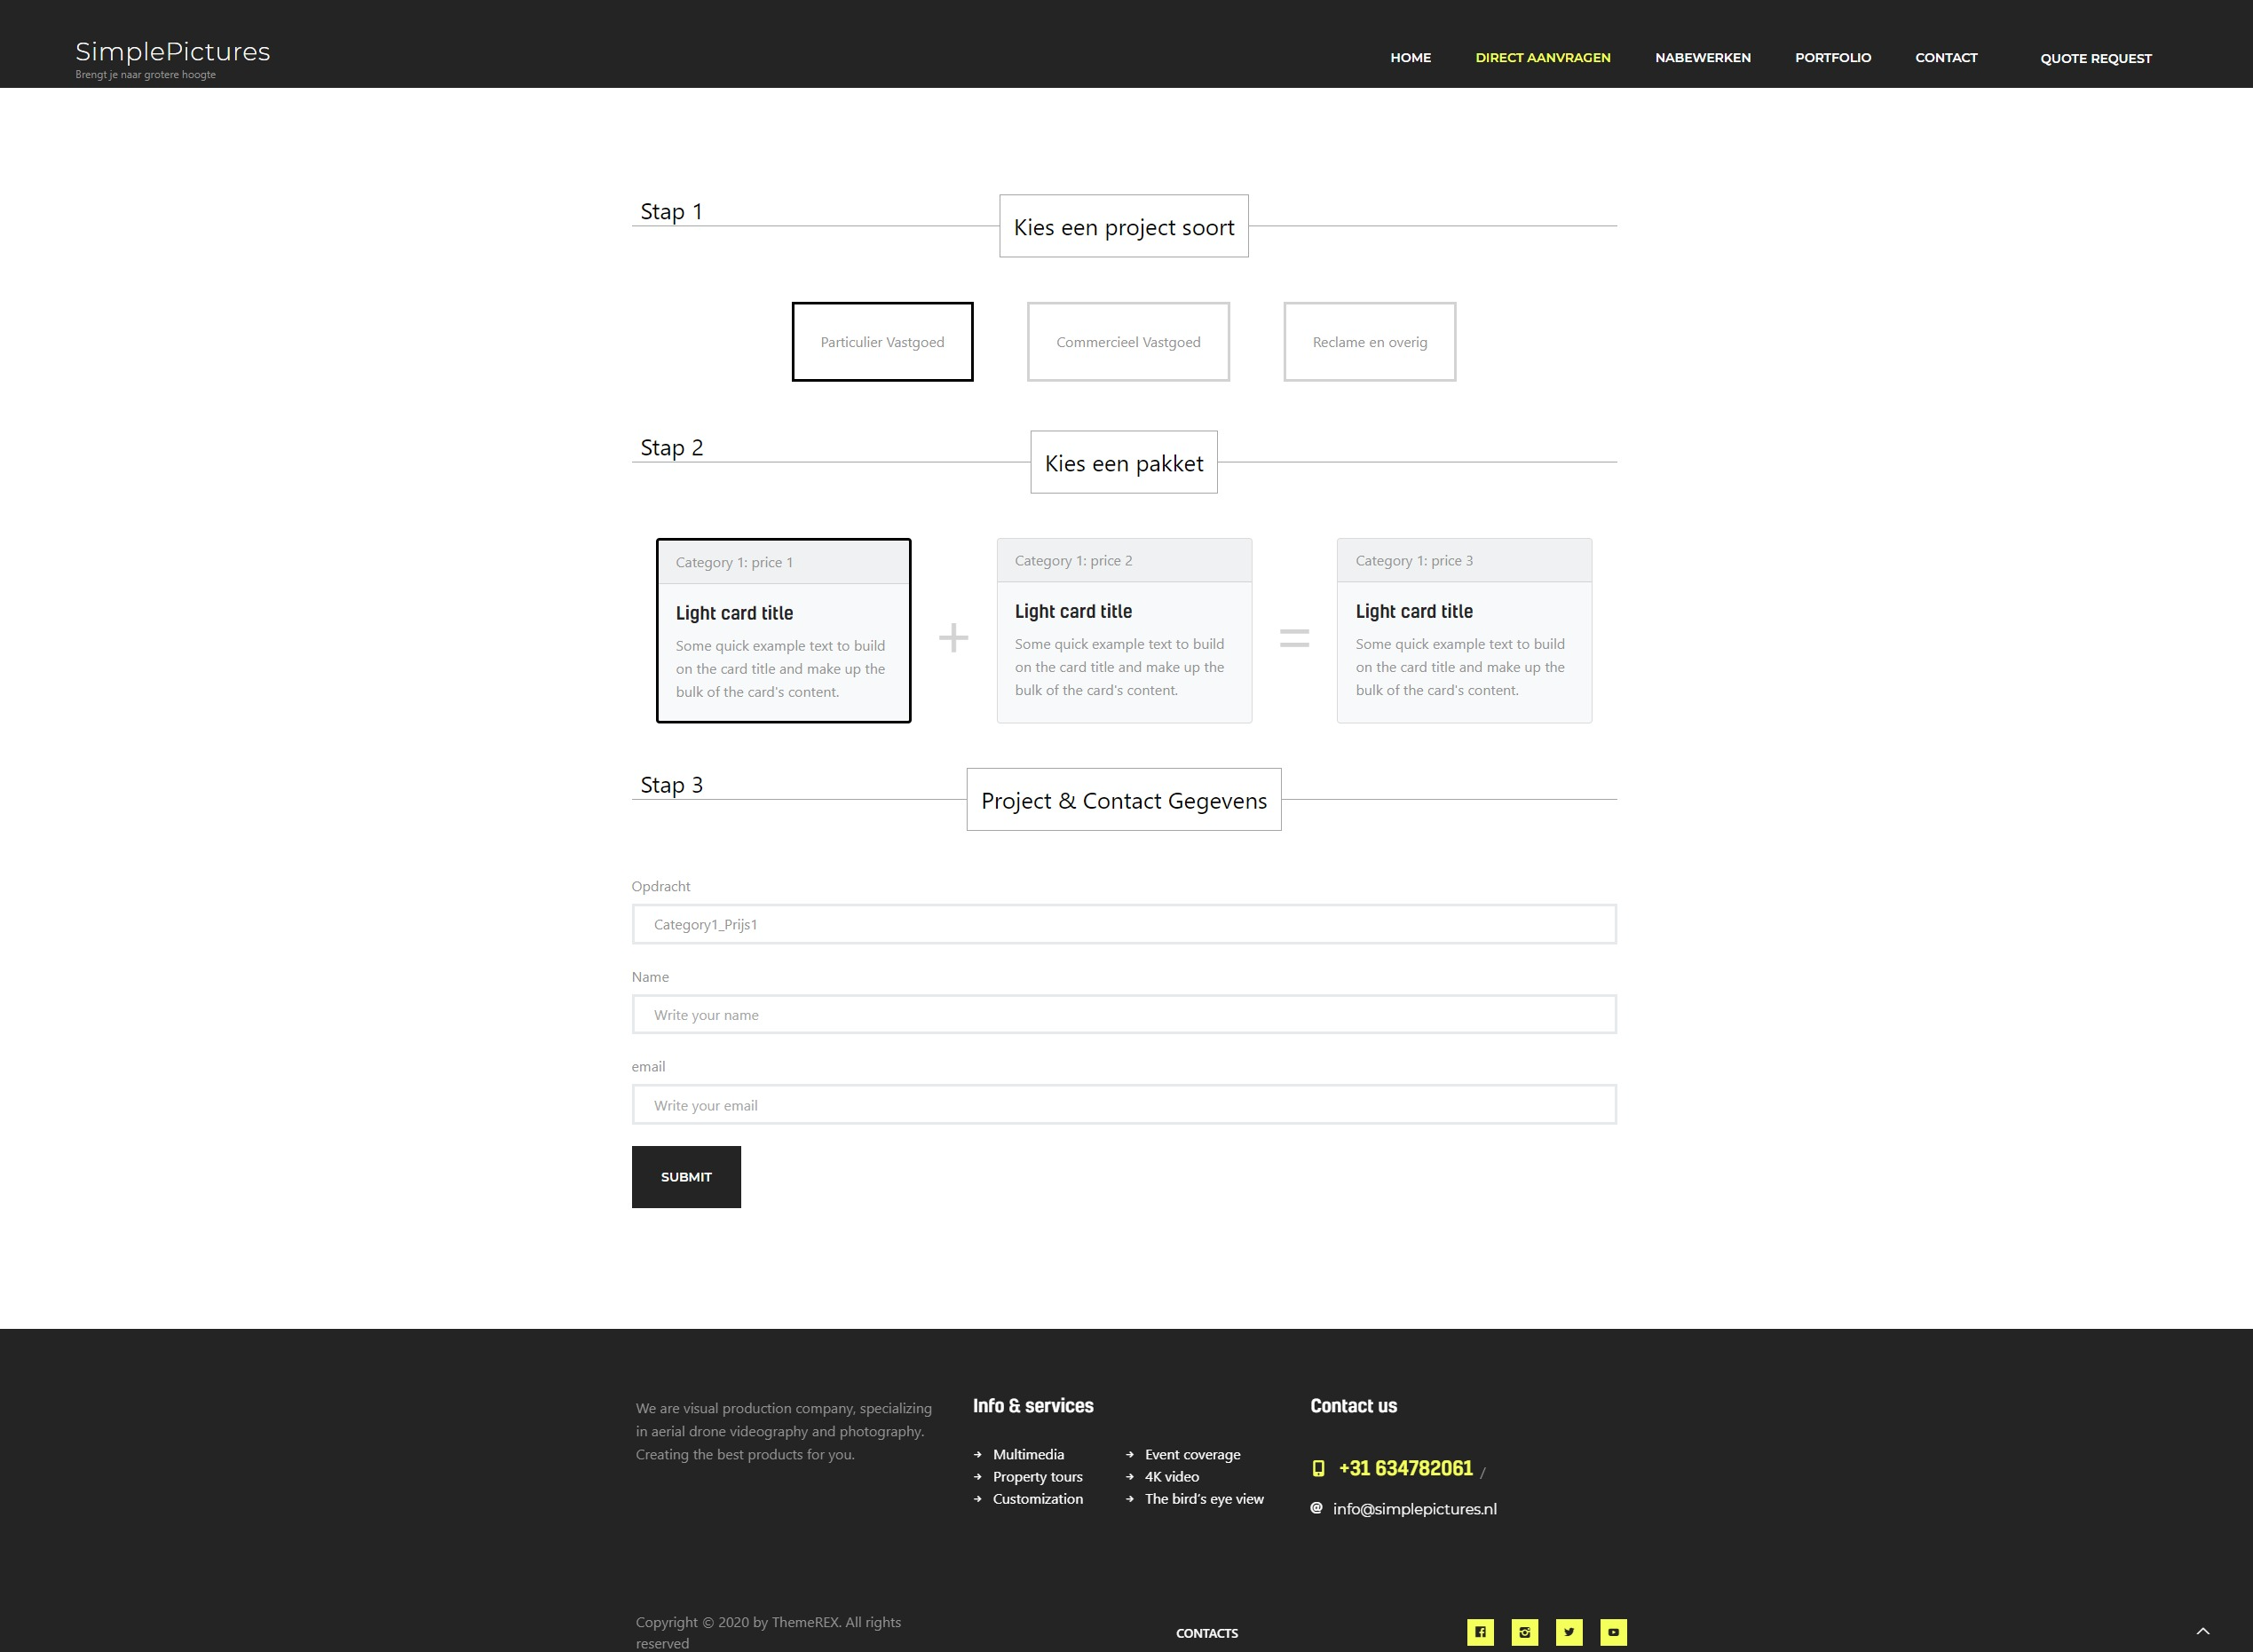 SimplePictures
Brengt je naar grotere hoogte
HOME DIRECT AANVRAGEN NABEWERKEN PORTFOLIO CONTACT QUOTE REQUEST
Stap 1
Kies een project soort
Particulier Vastgoed
Commercieel Vastgoed
Reclame en overig
Stap 2
Kies een pakket
Category 1: price 1
Light card title
Some quick example text to build
on the card title and make up the
bulk of the card's content.
+
Category 1: price 2
Light card title
Some quick example text to build
on the card title and make up the
bulk of the card's content.
=
Category 1: price 3
Light card title
Some quick example text to build
on the card title and make up the
bulk of the card's content.
Stap 3
Project & Contact Gegevens
Opdracht
Category1_Prijs1
Name
Write your name
email
Write your email
SUBMIT
We are visual production company, specializing
in aerial drone videography and photography.
Creating the best products for you.
Info & services
Multimedia
Property tours
Customization
Event coverage
4K video
The bird's eye view
Contact us
+31 634782061 /
info@simplepictures.nl
Copyright © 2020 by ThemeREX. All rights
reserved
CONTACTS